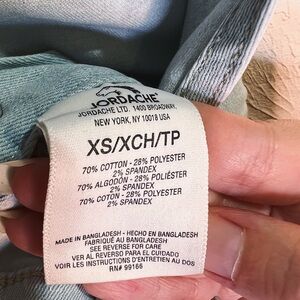 JORDACHE
JORDACHE LTD. 1400 BROADWAY,
NEW YORK, NY 10018 USA
XS/XCH/TP
70% COTTON - 28% POLYESTER
2% SPANDEX
70% ALGODÓN - 28% POLIÉSTER
2% SPANDEX
70% COTON - 28% POLYESTER
2% SPANDEX
MADE IN BANGLADESH - HECHO EN BANGLADESH
FABRIQUÉ AU BANGLADESH
SEE REVERSE FOR CARE
VER AL REVERSO PARA EL CUIDADO
VOIR LES INSTRUCTIONS D'ENTRETIEN AU DOS
RN# 99166